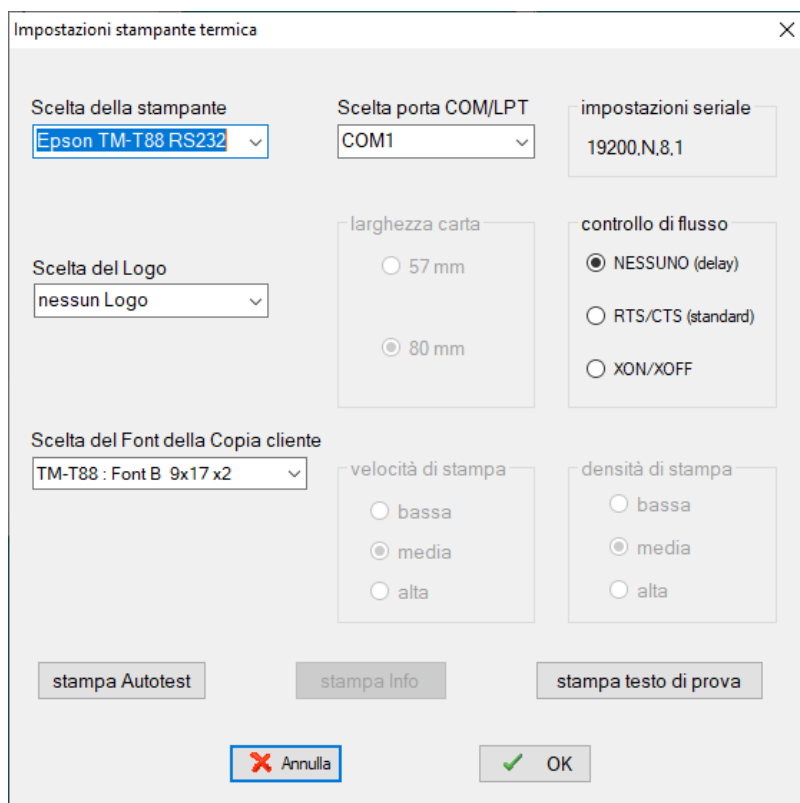 Impostazioni stampante termica
Scelta della stampante
Epson TM-T88 RS232
Scelta porta COM/LPT
COM1
impostazioni seriale
19200,N,8,1
Scelta del Logo
nessun Logo
larghezza carta
57 mm
80 mm
controllo di flusso
NESSUNO (delay)
RTS/CTS (standard)
XON/XOFF
Scelta del Font della Copia cliente
TM-T88 : Font B 9x17 x2
velocità di stampa
bassa
media
alta
densità di stampa
bassa
media
alta
stampa Autotest
stampa Info
stampa testo di prova
Annulla
OK